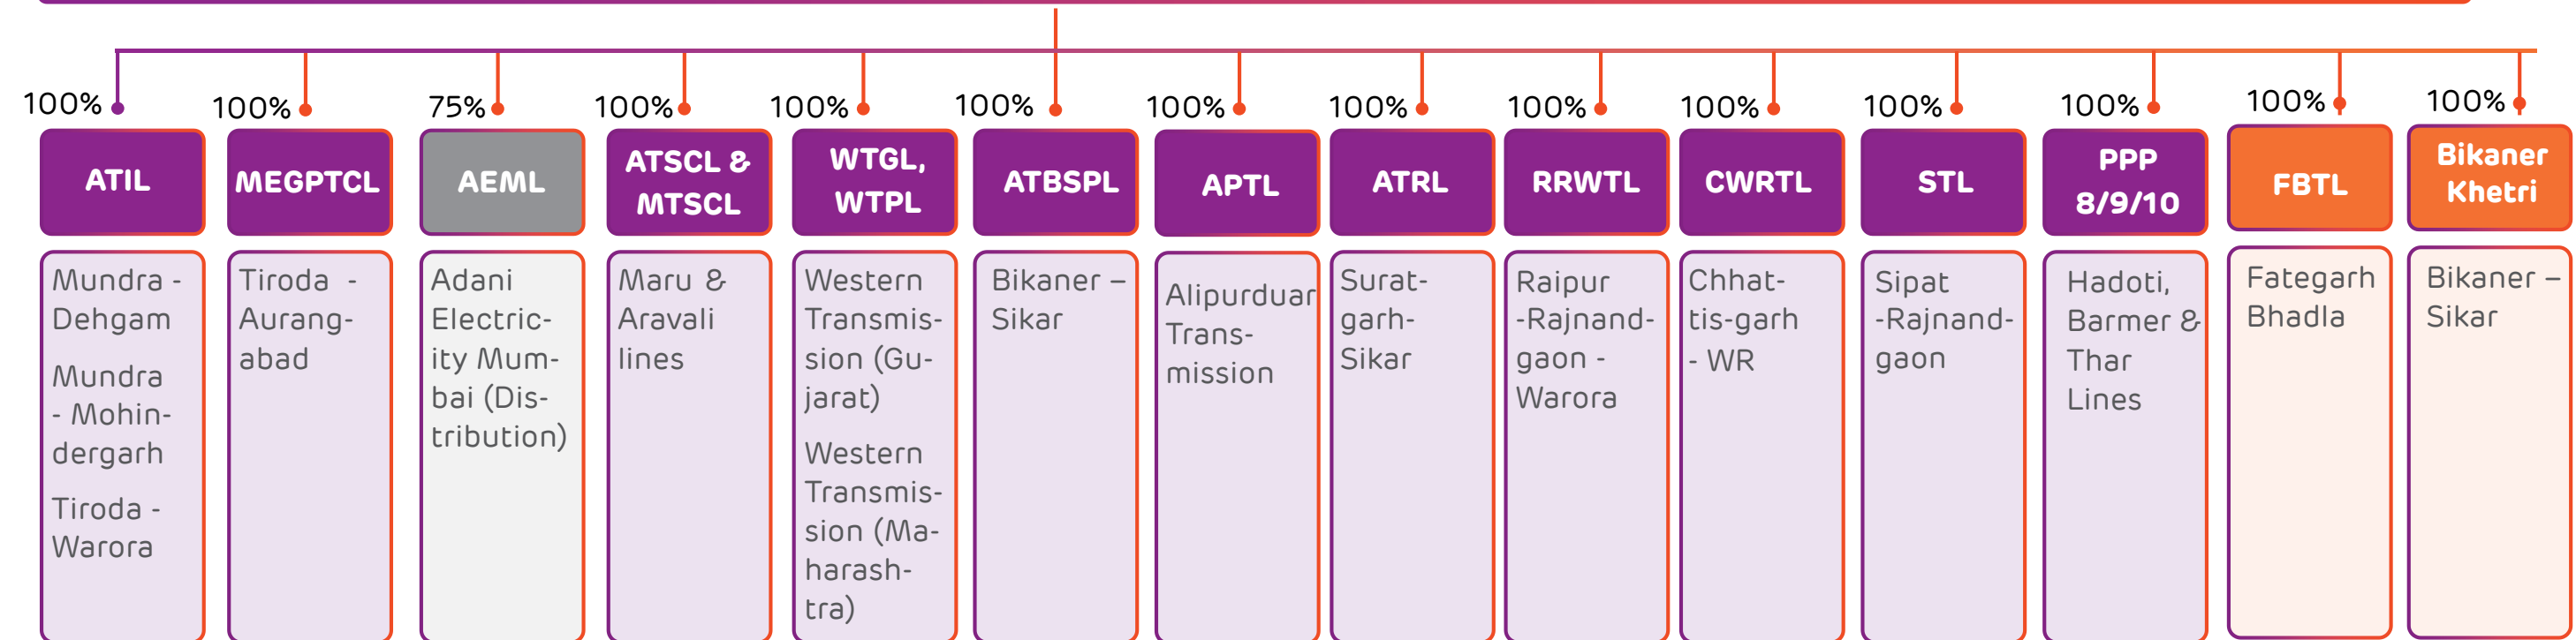 100%
ATIL
Mundra -
Dehgam
Mundra
- Mohin-
dergarh
Tiroda -
Warora
100%
MEGPTCL
Tiroda -
Aurang-
abad
75%
AEML
Adani
Electric-
ity Mum-
bai (Dis-
tribution)
100%
ATSCL &
MTSCL
Maru &
Aravali
lines
100%
WTGL,
WTPL
Western
Transmis-
sion (Gu-
jarat)
Western
Transmis-
sion (Ma-
harash-
tra)
100%
ATBSPL
Bikaner –
Sikar
100%
APTL
Alipurduar
Trans-
mission
100%
ATRL
Surat-
garh-
Sikar
100%
RRWTL
Raipur
-Rajnand-
gaon -
Warora
100%
CWRTL
Chhat-
tis-garh
- WR
100%
STL
Sipat
-Rajnand-
gaon
100%
PPP
8/9/10
Hadoti,
Barmer &
Thar
Lines
100%
FBTL
Fategarh
Bhadla
100%
Bikaner
Khetri
Bikaner –
Sikar